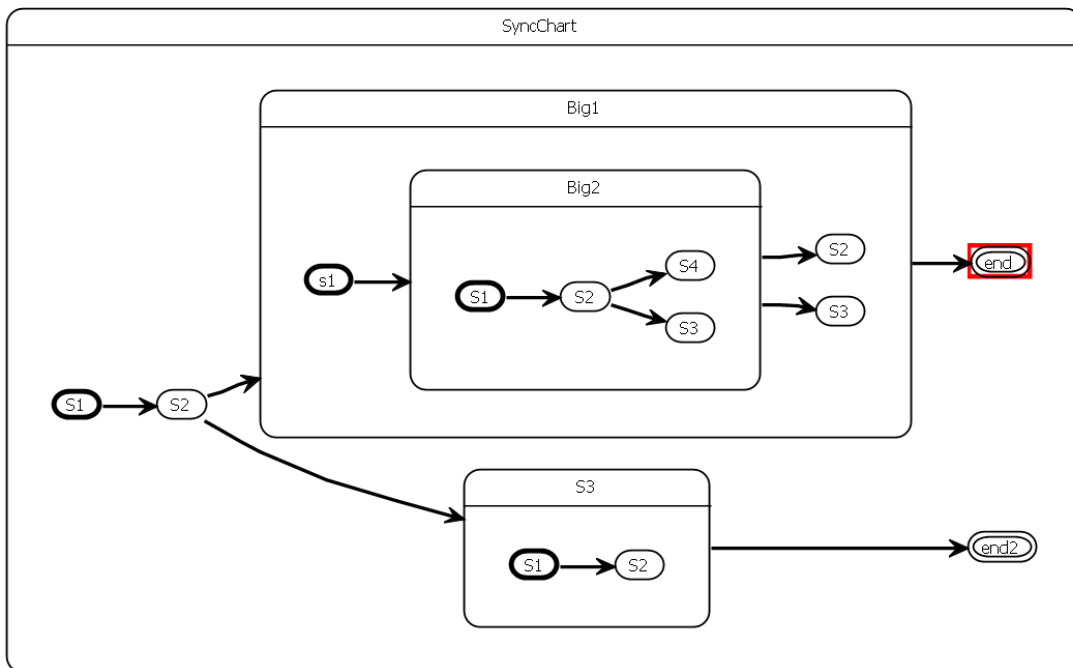 SyncChart
Big1
Big2
S2
end
S4
s1
S1
S2
S3
S3
S1
S2
S3
end2
S1
S2